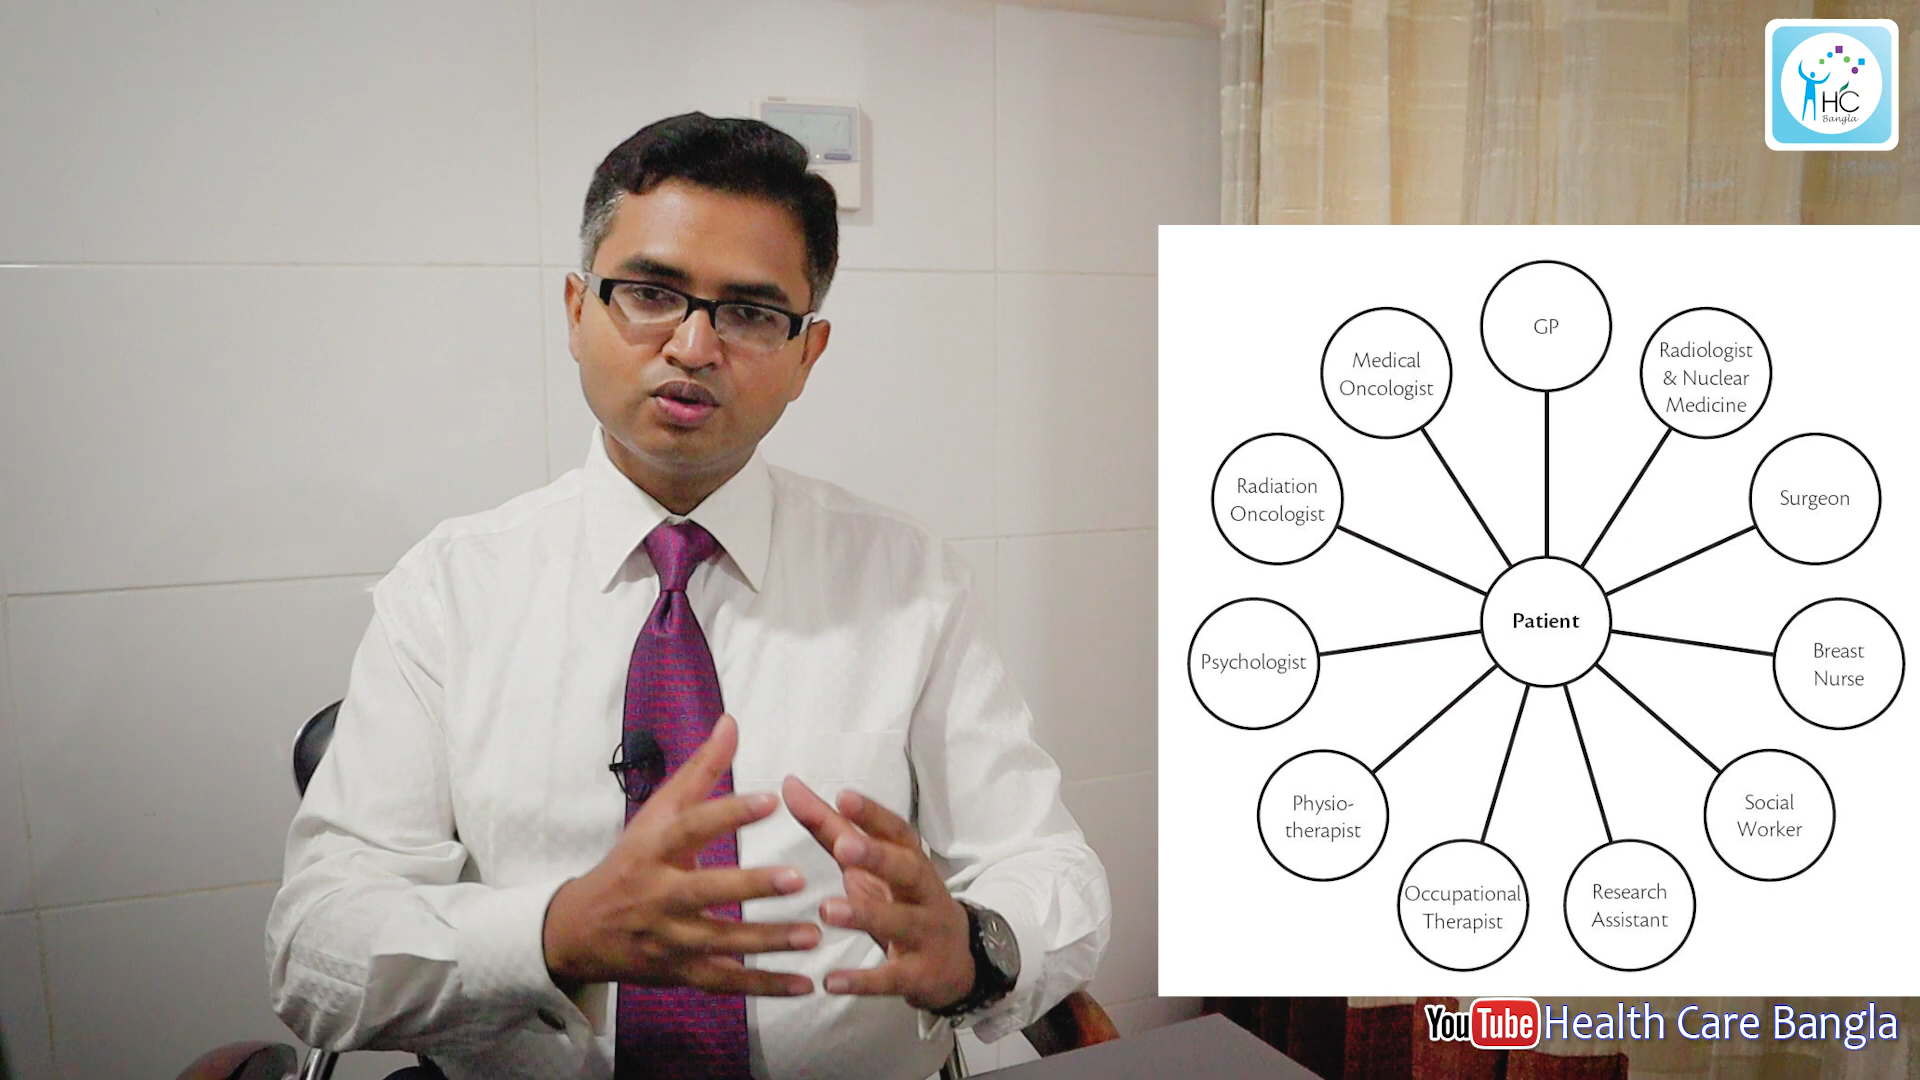 HC
Bangla
GP
Medical
Oncologist
Radiologist
& Nuclear
Medicine
Radiation
Oncologist
Surgeon
Patient
Psychologist
Breast
Nurse
Physio-
therapist
Social
Worker
Occupational
Therapist
Research
Assistant
YouTube Health Care Bangla